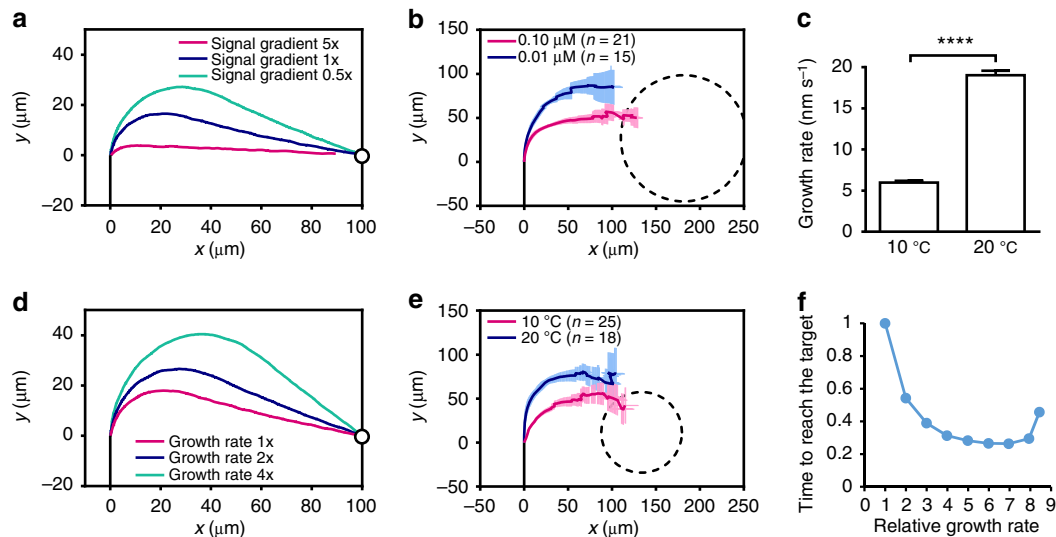 a
40
20
0
−20
y (μm)
Signal gradient 5x
Signal gradient 1x
Signal gradient 0.5x
0 20 40 60 80 100
x (μm)
b
150
100
50
0
−50
y (μm)
0.10 μM (n = 21)
0.01 μM (n = 15)
−50 0 50 100 150 200 250
x (μm)
c
****
20
15
10
5
0
Growth rate (nm s−1)
10 °C 20 °C
d
40
20
0
−20
y (μm)
Growth rate 1x
Growth rate 2x
Growth rate 4x
0 20 40 60 80 100
x (μm)
e
150
100
50
0
−50
y (μm)
10 °C (n = 25)
20 °C (n = 18)
−50 0 50 100 150 200 250
x (μm)
f
1
0.8
0.6
0.4
0.2
0
Time to reach the target
0 1 2 3 4 5 6 7 8 9
Relative growth rate